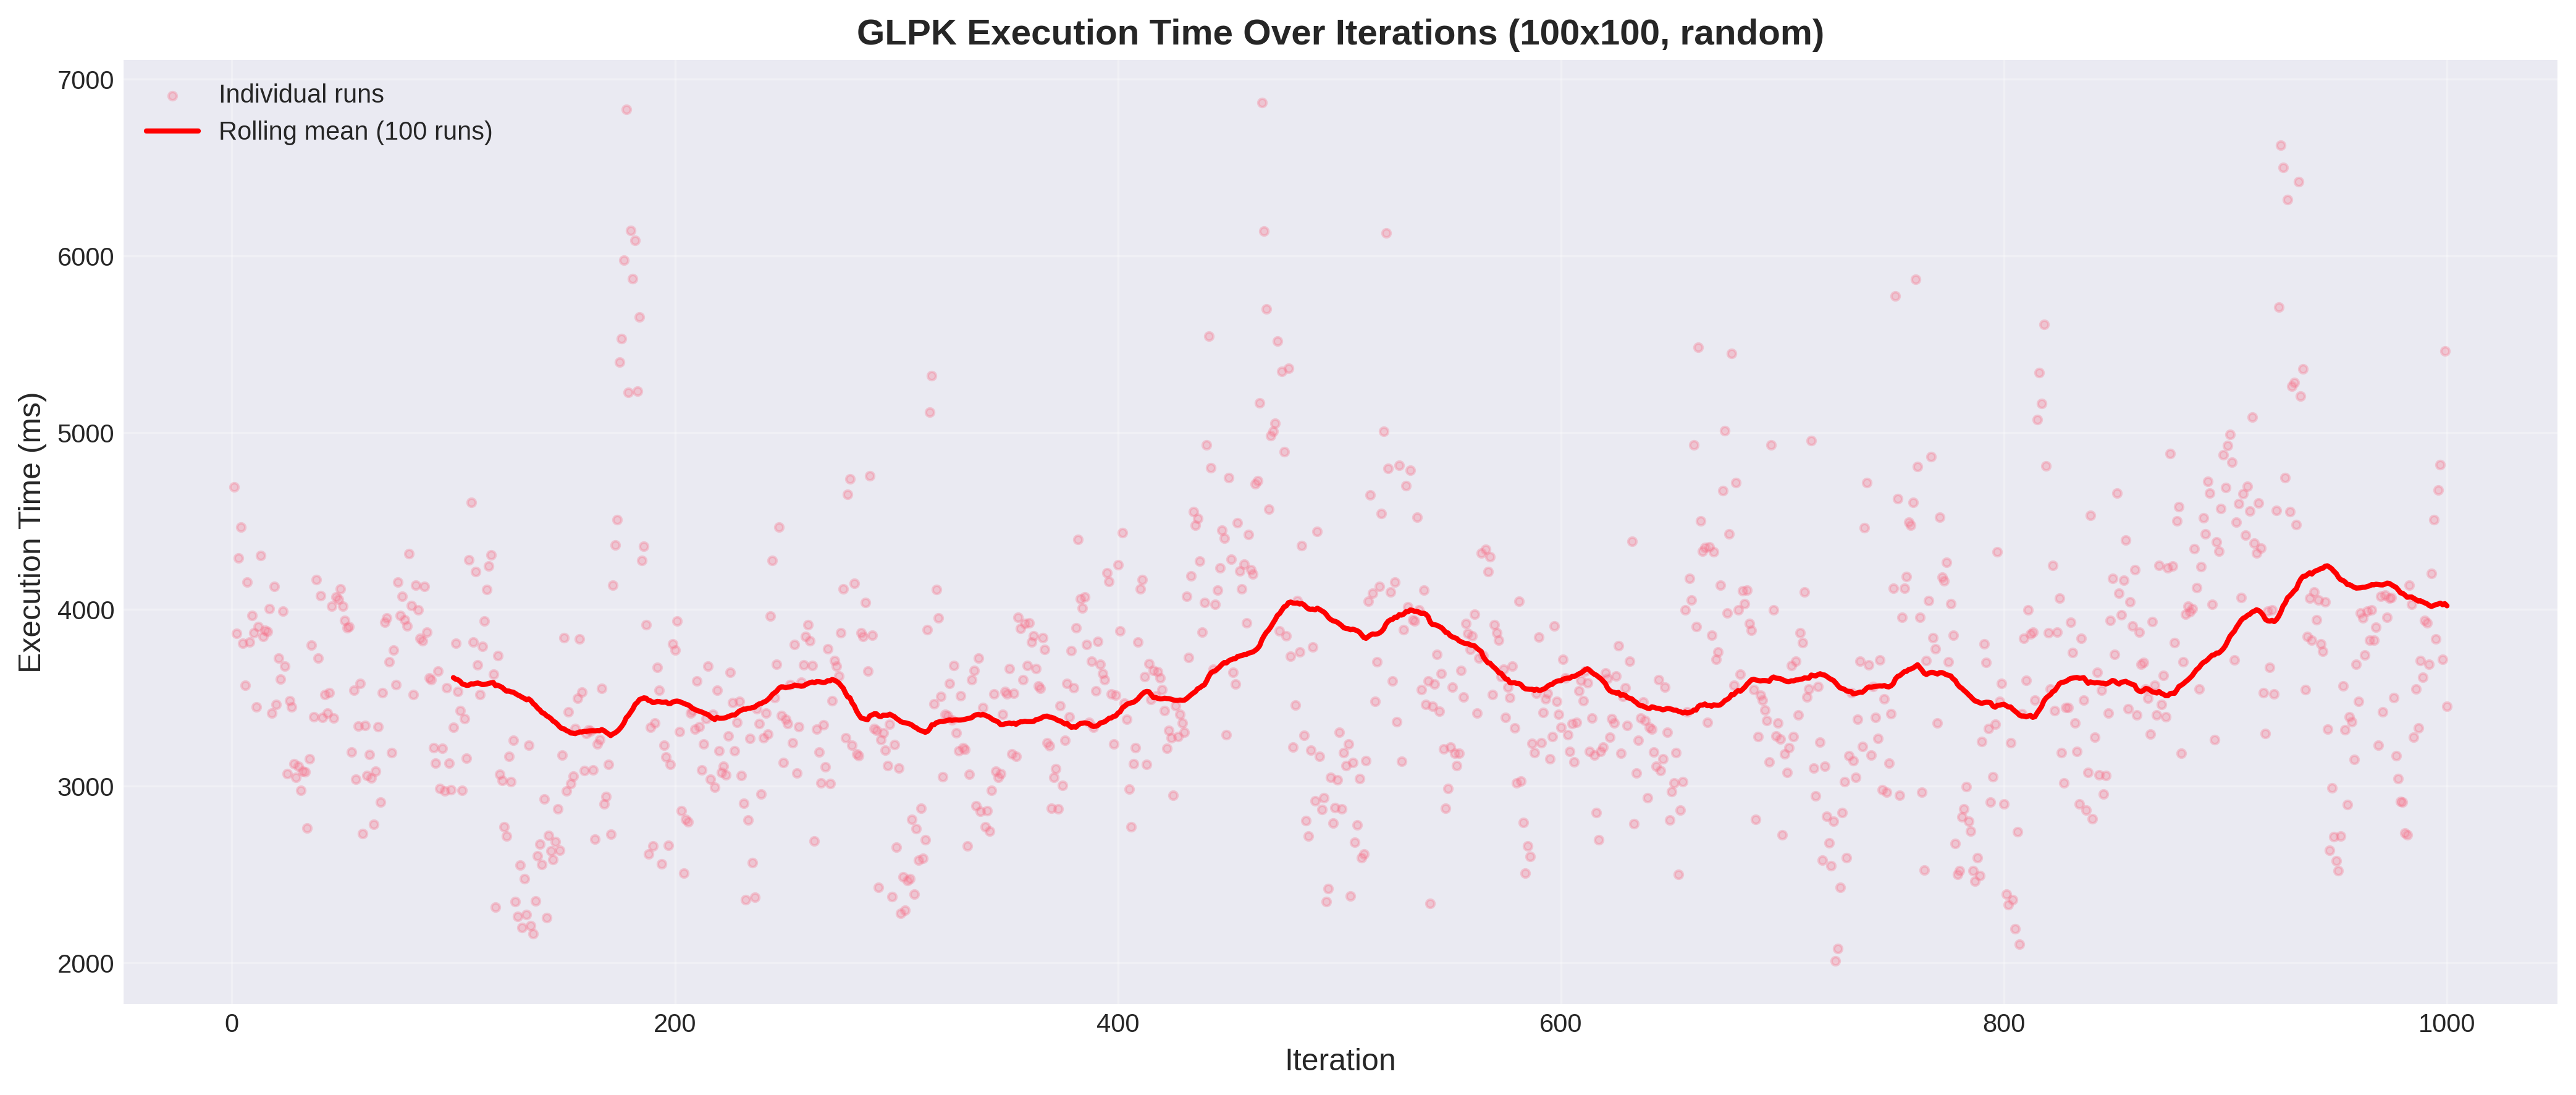 GLPK Execution Time Over Iterations (100x100, random)
Individual runs
Rolling mean (100 runs)
Execution Time (ms)
7000
6000
5000
4000
3000
2000
0 200 400 600 800 1000
Iteration